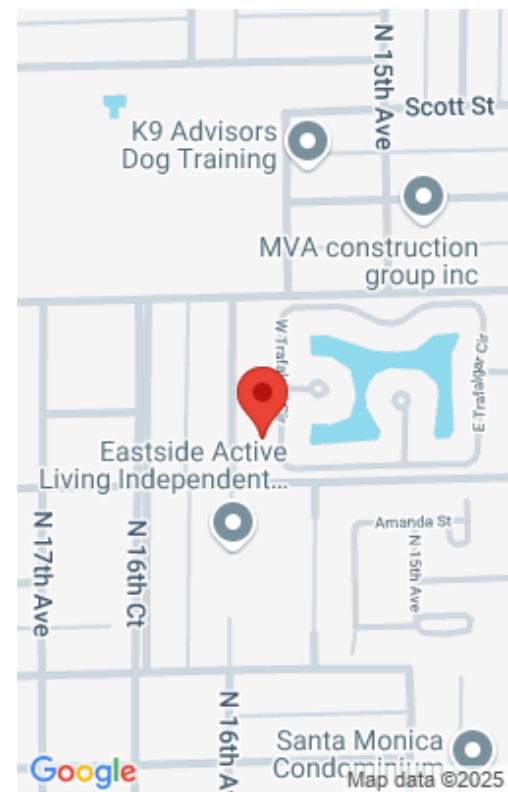 N 15th Ave
Scott St
K9 Advisors
Dog Training
MVA construction
group inc
E Trafalgar Cir
Eastside Active
Living Independent...
Amanda St
N 15th Ave
N 17th Ave
N 16th Ct
Santa Monica
Condominium
Google
Map data ©2025